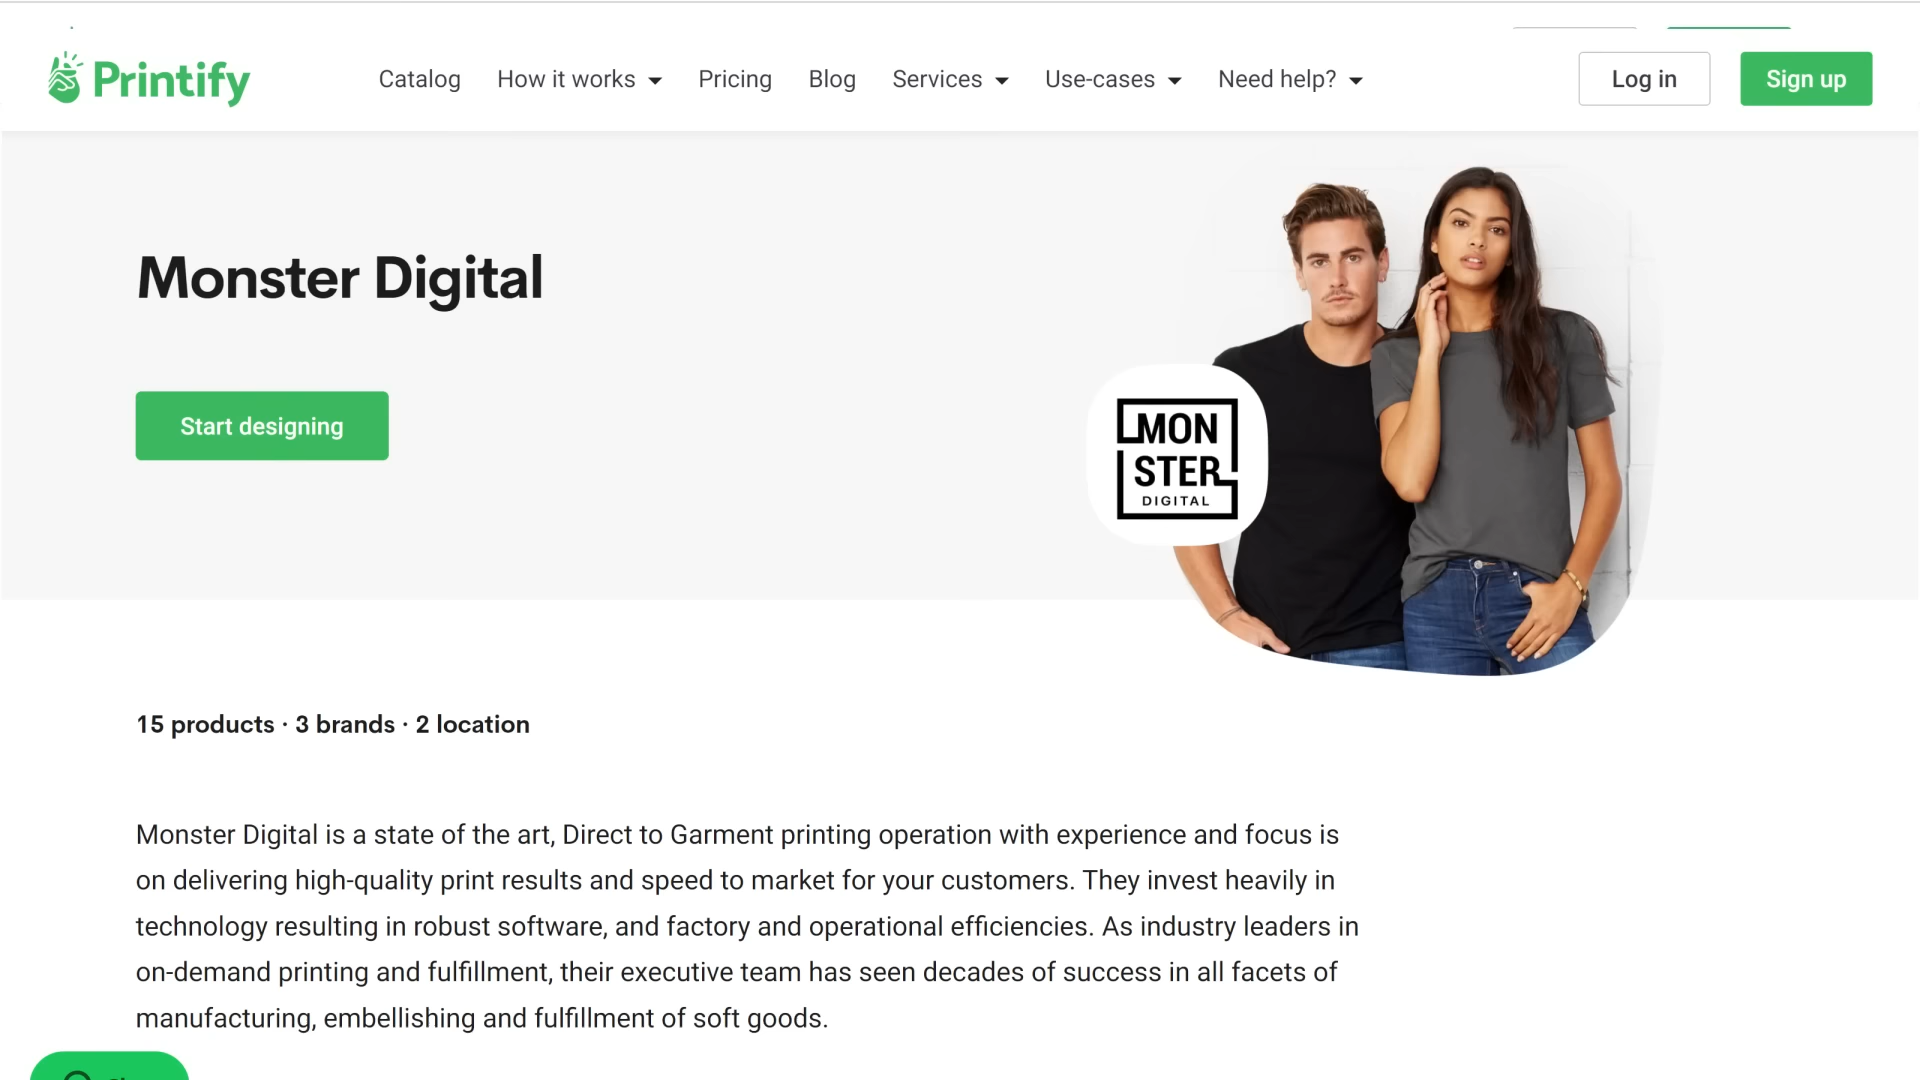 Printify
Catalog How it works Pricing Blog Services Use-cases Need help? Log in Sign up
Monster Digital
Start designing
MON
STER
DIGITAL
15 products · 3 brands · 2 location
Monster Digital is a state of the art, Direct to Garment printing operation with experience and focus is
on delivering high-quality print results and speed to market for your customers. They invest heavily in
technology resulting in robust software, and factory and operational efficiencies. As industry leaders in
on-demand printing and fulfillment, their executive team has seen decades of success in all facets of
manufacturing, embellishing and fulfillment of soft goods.